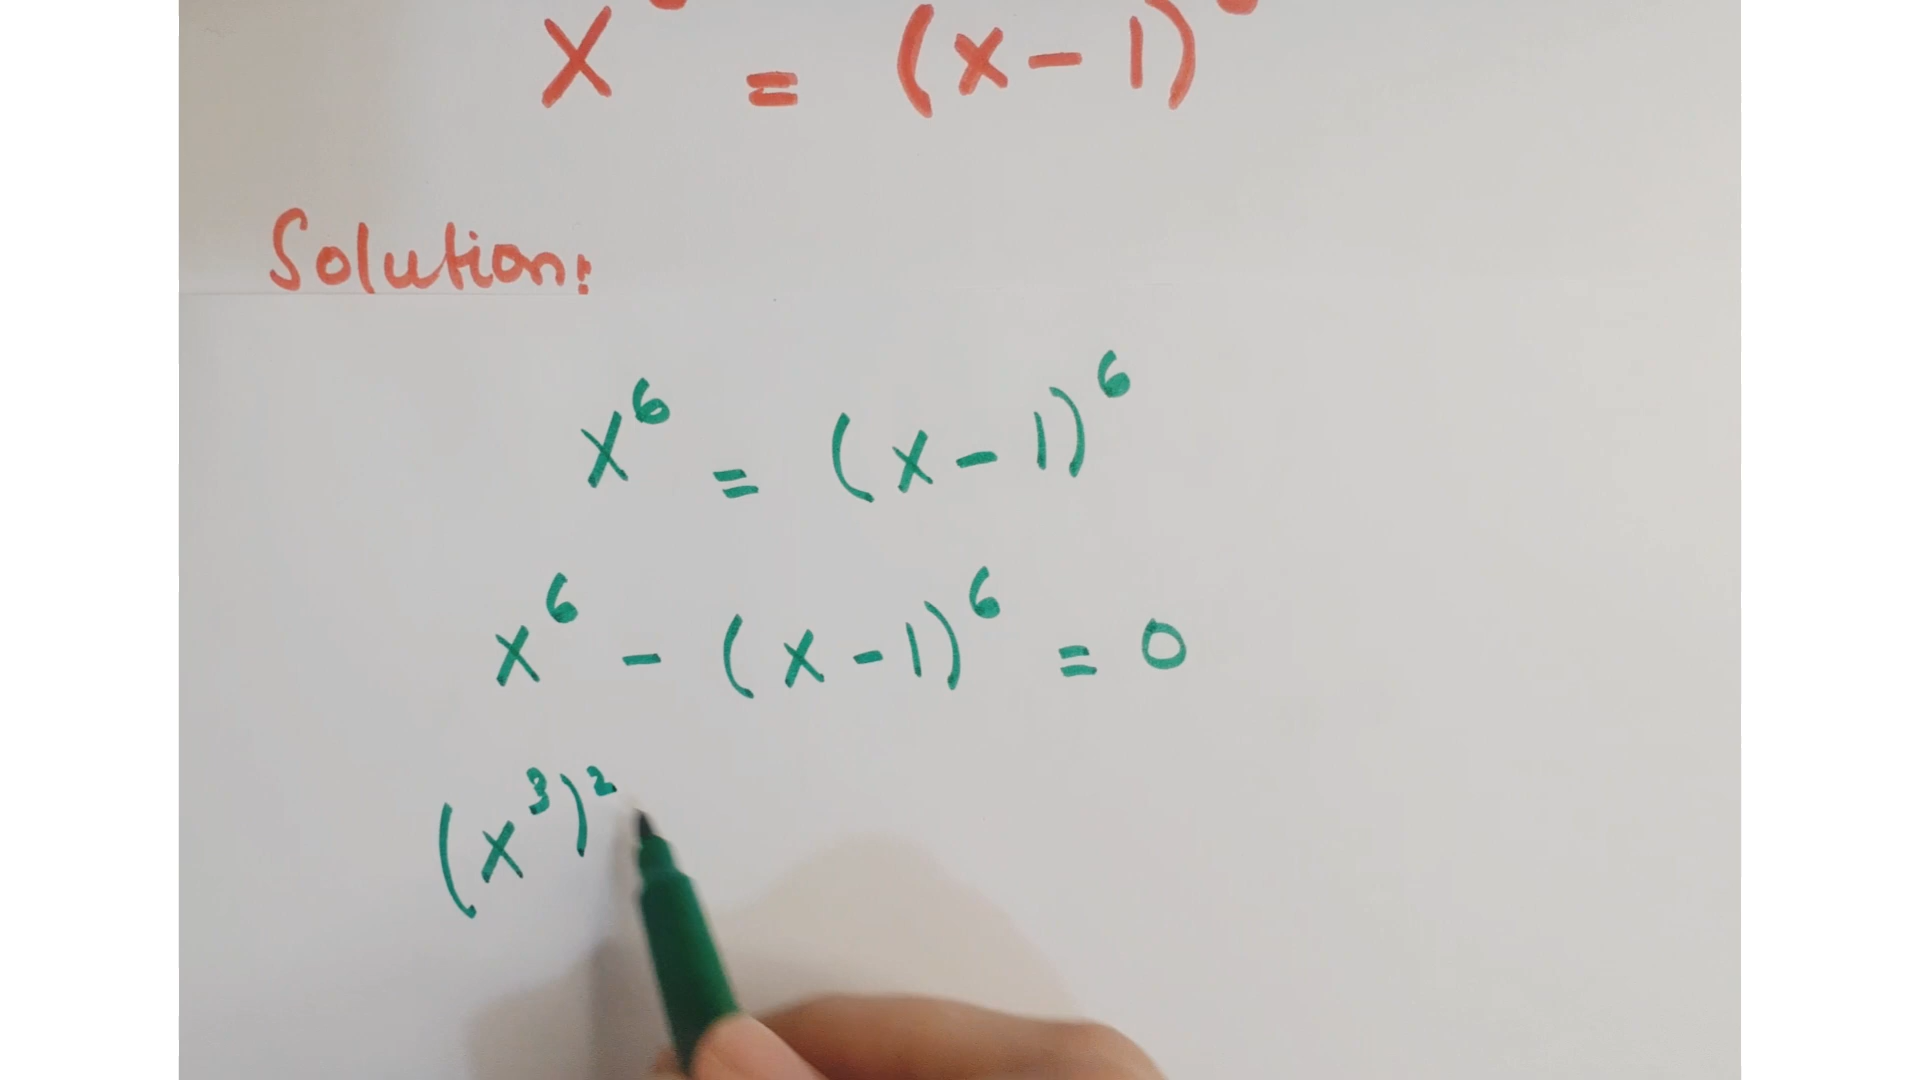 x = (x-1)
Solution:
x⁶ = (x-1)⁶
x⁶ - (x-1)⁶ = 0
(x³)²